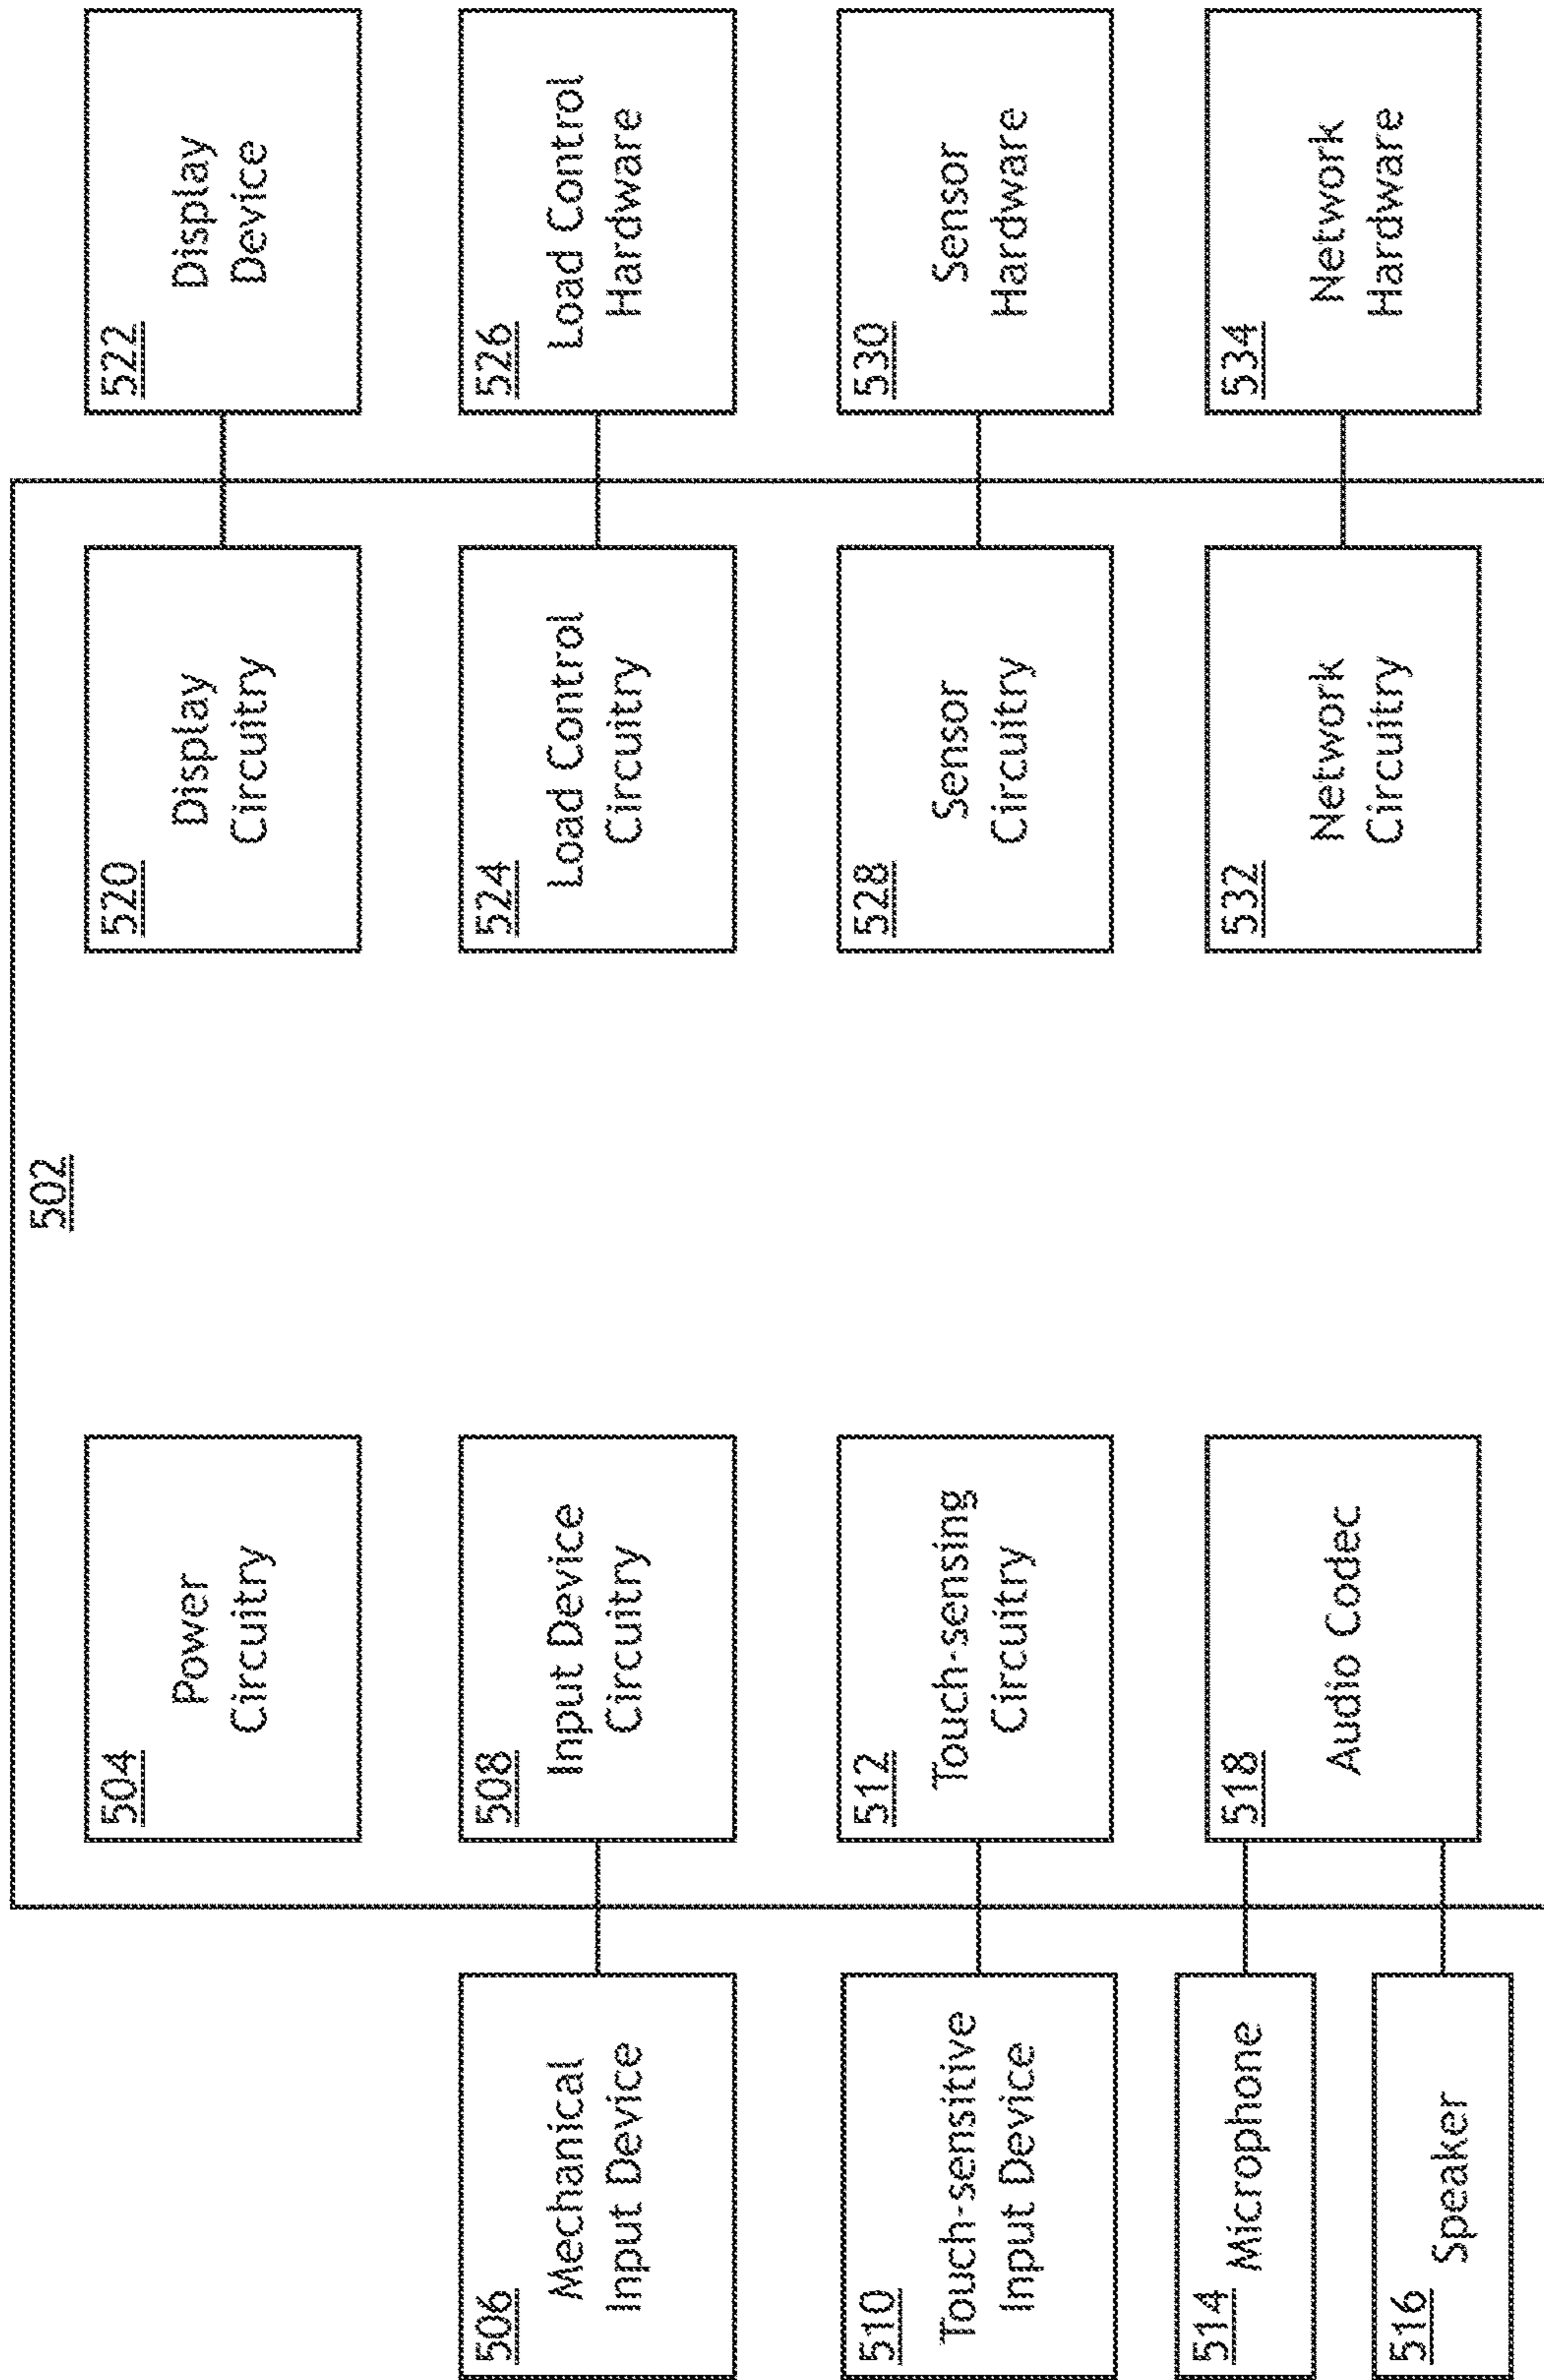 502
504
Power
Circuitry
520
Display
Circuitry
522
Display
Device
506
Mechanical
Input Device
508
Input Device
Circuitry
524
Load Control
Circuitry
526
Load Control
Hardware
510
Touch-sensitive
Input Device
512
Touch-sensing
Circuitry
528
Sensor
Circuitry
530
Sensor
Hardware
514
Microphone
516
Speaker
518
Audio Codec
532
Network
Circuitry
534
Network
Hardware